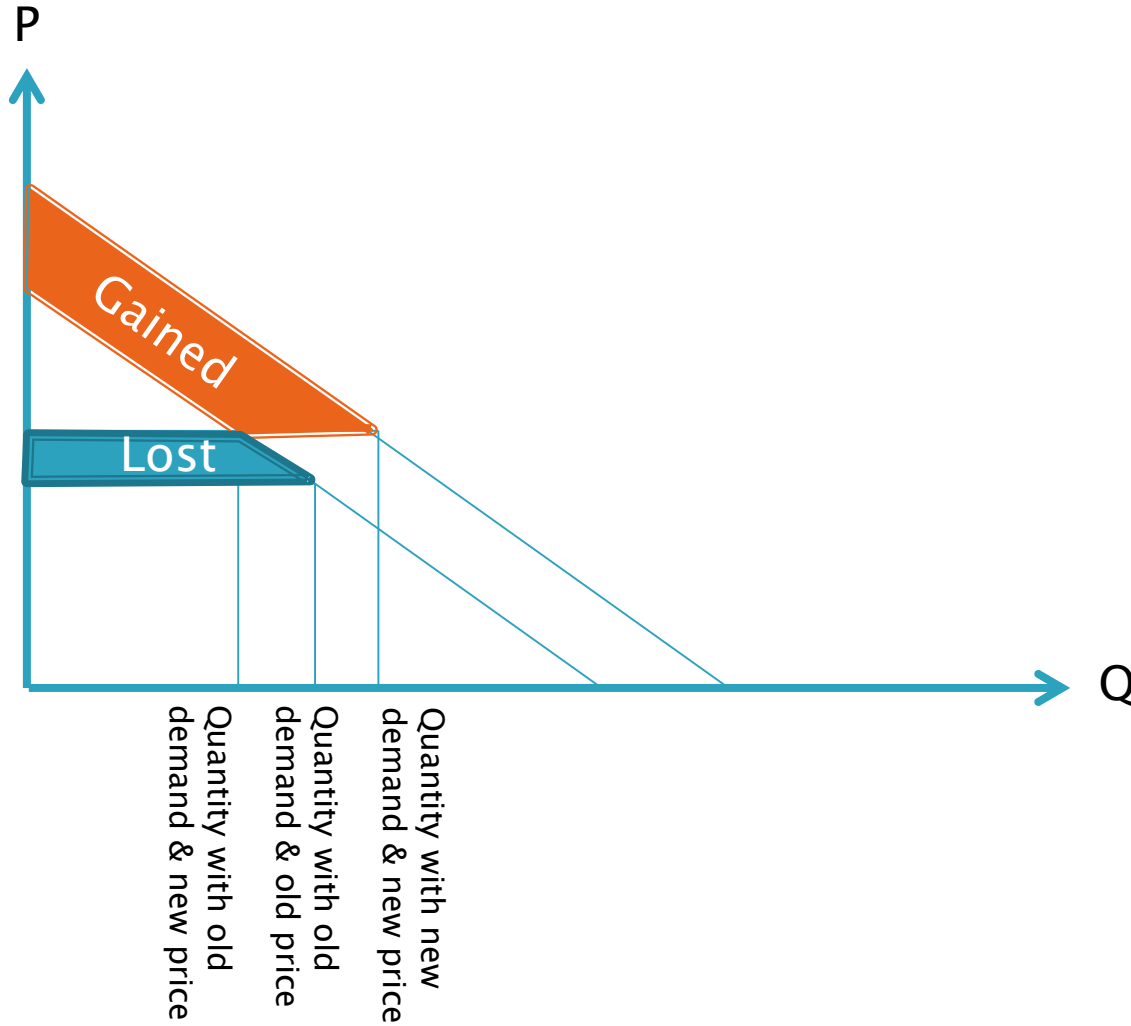 P
Gained
Lost
Q
Quantity with old
demand & new price
Quantity with old
demand & old price
Quantity with new
demand & new price